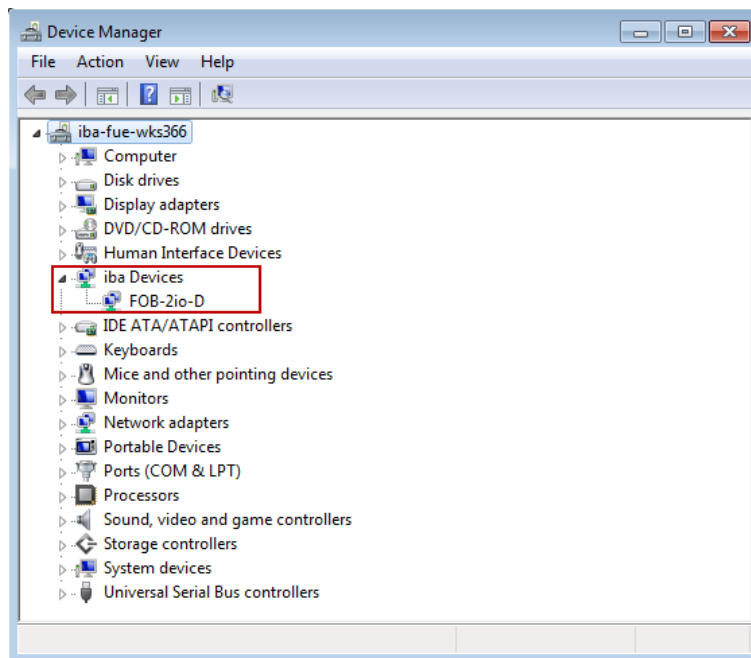 Device Manager
File Action View Help
iba-fue-wks366
Computer
Disk drives
Display adapters
DVD/CD-ROM drives
Human Interface Devices
iba Devices
FOB-2io-D
IDE ATA/ATAPI controllers
Keyboards
Mice and other pointing devices
Monitors
Network adapters
Portable Devices
Ports (COM & LPT)
Processors
Sound, video and game controllers
Storage controllers
System devices
Universal Serial Bus controllers